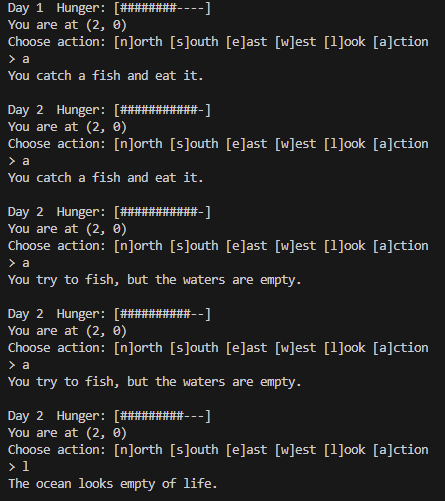 Day 1  Hunger: [########----]
You are at (2, 0)
Choose action: [n]orth [s]outh [e]ast [w]est [l]ook [a]ction
> a
You catch a fish and eat it.
Day 2  Hunger: [###########-]
You are at (2, 0)
Choose action: [n]orth [s]outh [e]ast [w]est [l]ook [a]ction
> a
You catch a fish and eat it.
Day 2  Hunger: [###########-]
You are at (2, 0)
Choose action: [n]orth [s]outh [e]ast [w]est [l]ook [a]ction
> a
You try to fish, but the waters are empty.
Day 2  Hunger: [##########--]
You are at (2, 0)
Choose action: [n]orth [s]outh [e]ast [w]est [l]ook [a]ction
> a
You try to fish, but the waters are empty.
Day 2  Hunger: [#########---]
You are at (2, 0)
Choose action: [n]orth [s]outh [e]ast [w]est [l]ook [a]ction
> l
The ocean looks empty of life.